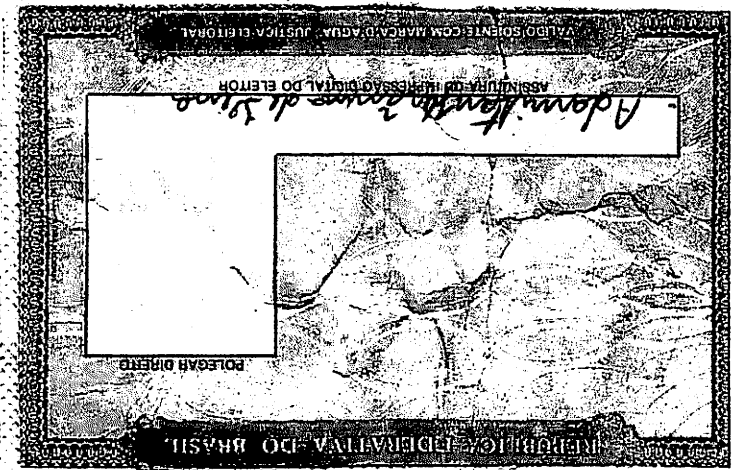 REPÚBLICA FEDERATIVA DO BRASIL
POLEGAR DIREITO
de
ASSINATURA OU IMPRESSÃO DIGITAL DO ELEITOR
VÁLIDO SOMENTE COM MARCA D'ÁGUA - JUSTIÇA ELEITORAL